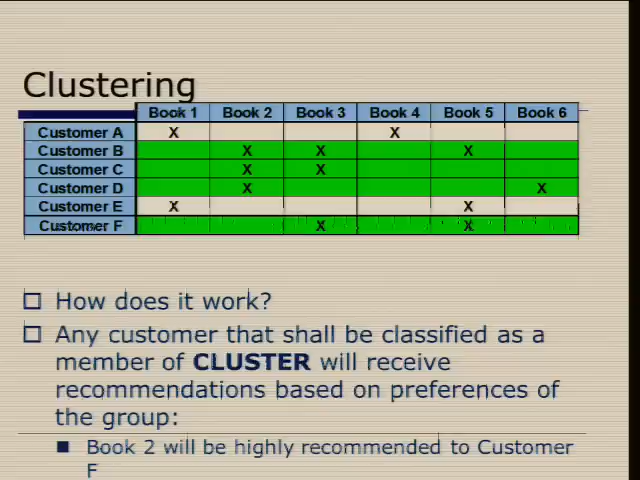 Clustering
Book 1 Book 2 Book 3 Book 4 Book 5 Book 6
Customer A X X
Customer B X X X
Customer C X X
Customer D X X
Customer E X X
Customer F X X
How does it work?
Any customer that shall be classified as a
member of CLUSTER will receive
recommendations based on preferences of
the group:
Book 2 will be highly recommended to Customer
F